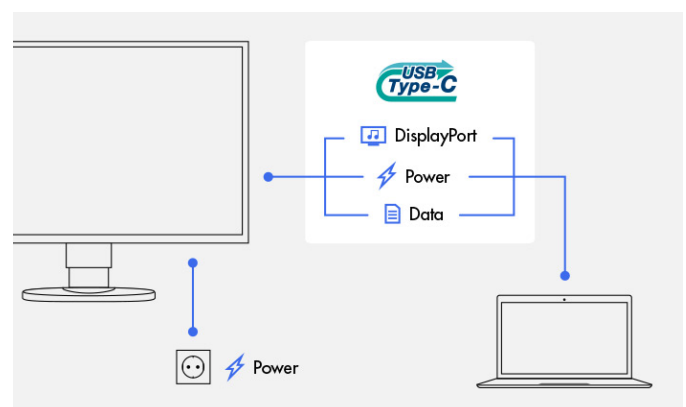 USB
Type-C
DisplayPort
Power
Data
Power